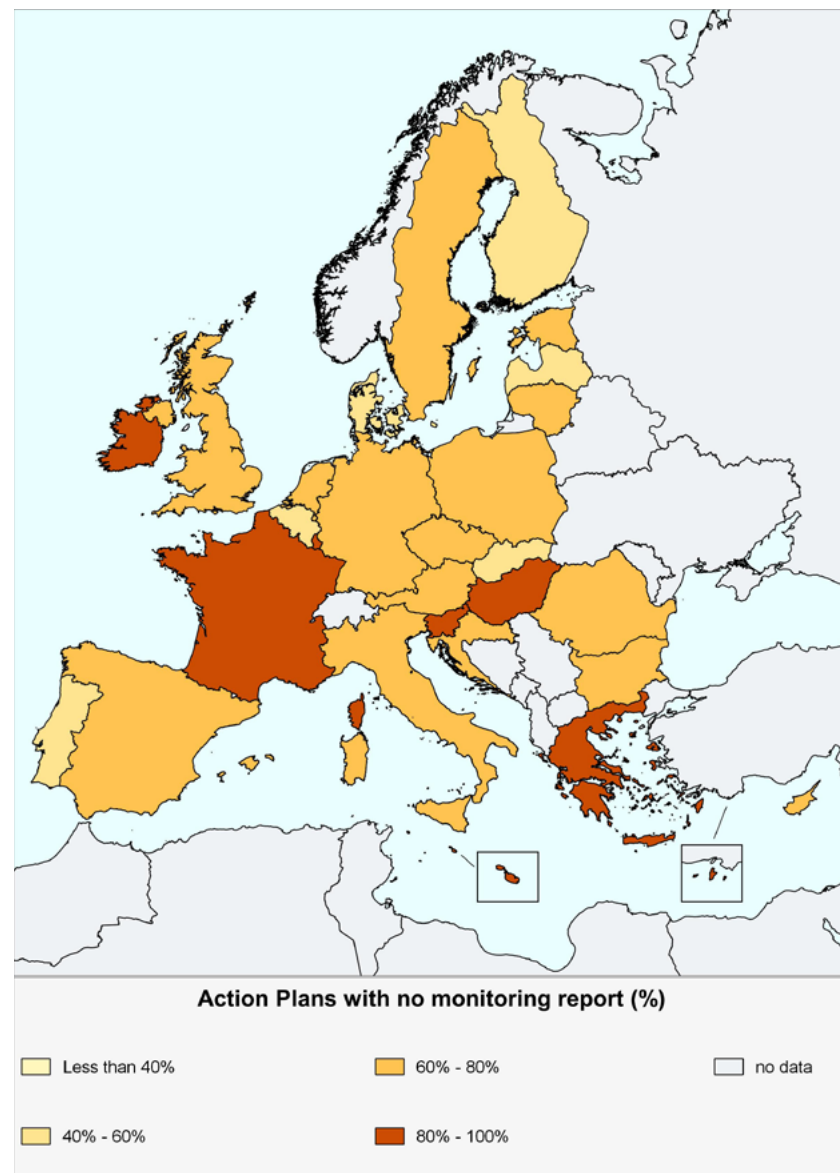 Action Plans with no monitoring report (%)
Less than 40%
60% - 80%
no data
40% - 60%
80% - 100%